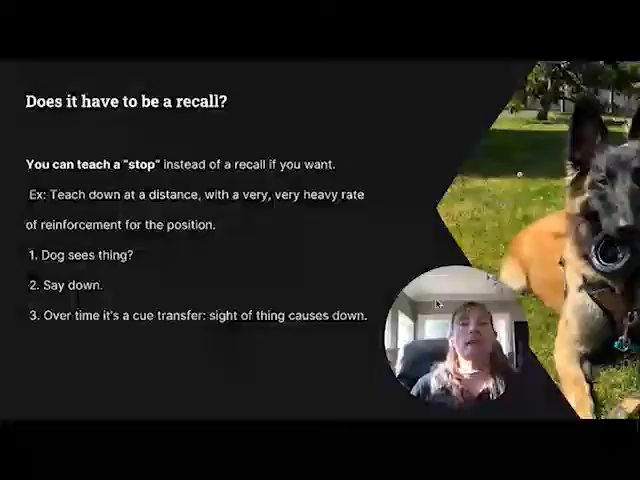 Does it have to be a recall?
You can teach a "stop" instead of a recall if you want.
Ex: Teach down at a distance, with a very, very heavy rate
of reinforcement for the position.
1. Dog sees thing?
2. Say down.
3. Over time it's a cue transfer: sight of thing causes down.